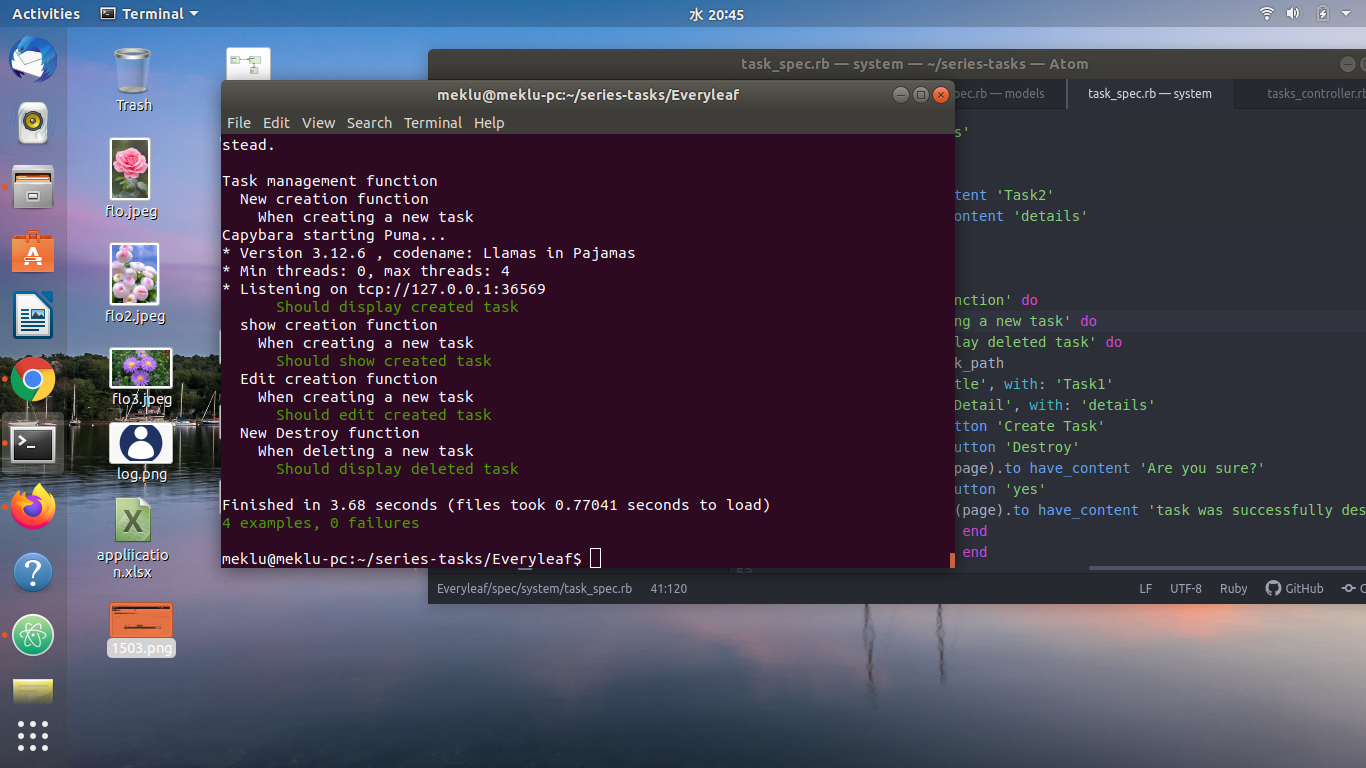 Activities
Terminal
水 20:45
Trash
flo.jpeg
flo2.jpeg
flo3.jpeg
log.png
appliicatio
n.xlsx
1503.png
task_spec.rb — system — ~/series-tasks — Atom
pec.rb — models
task_spec.rb — system
tasks_controller.rb
meklu@meklu-pc:~/series-tasks/Everyleaf
File Edit View Search Terminal Help
stead.
Task management function
New creation function
When creating a new task
Capybara starting Puma...
* Version 3.12.6 , codename: Llamas in Pajamas
* Min threads: 0, max threads: 4
* Listening on tcp://127.0.0.1:36569
Should display created task
show creation function
When creating a new task
Should show created task
Edit creation function
When creating a new task
Should edit created task
New Destroy function
When deleting a new task
Should display deleted task
Finished in 3.68 seconds (files took 0.77041 seconds to load)
4 examples, 0 failures
meklu@meklu-pc:~/series-tasks/Everyleaf$
s'
tent 'Task2'
ontent 'details'
nction' do
ng a new task' do
lay deleted task' do
k_path
tle', with: 'Task1'
Detail', with: 'details'
tton 'Create Task'
utton 'Destroy'
page).to have_content 'Are you sure?'
utton 'yes'
(page).to have_content 'task was successfully des
end
end
Everyleaf/spec/system/task_spec.rb 41:120
LF UTF-8 Ruby GitHub